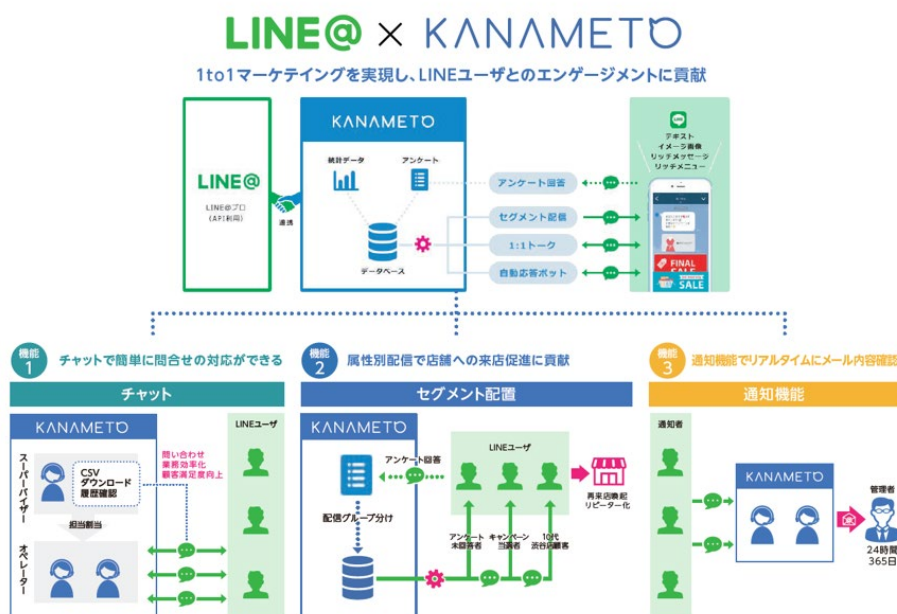 LINE@ × KANAMETO
1to1マーケテイングを実現し、LINEユーザとのエンゲージメントに貢献
KANAMETO
統計データ
アンケート
データベース
LINE@
LINE@プロ
(API利用)
連携
アンケート回答
セグメント配信
1:1トーク
自動応答ボット
LINE
テキスト
イメージ画像
リッチメッセージ
リッチメニュー
FINAL
SALE
SALE
機能
1
チャットで簡単に問合せの対応ができる
チャット
KANAMETO
LINEユーザ
スーパーバイザー
CSV
ダウンロード
履歴確認
問い合わせ
業務効率化
顧客満足度向上
担当割当
オペレーター
機能
2
属性別配信で店舗への来店促進に貢献
セグメント配置
KANAMETO
アンケート回答
LINEユーザ
配信グループ分け
アンケート
未回答者
キャンペーン
当選者
10代
渋谷店顧客
再来店喚起
リピーター化
機能
3
通知機能でリアルタイムにメール内容確認
通知機能
通知者
KANAMETO
管理者
24時間
365日